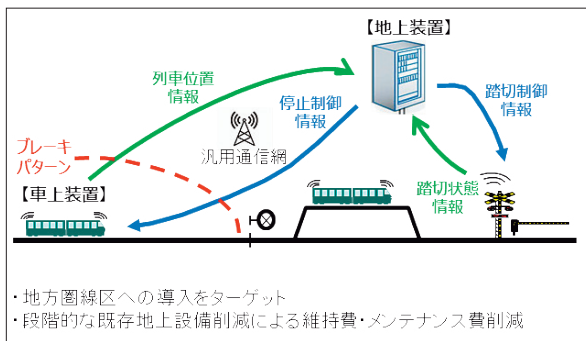 【地上装置】
列車位置
情報
停止制御
情報
踏切制御
情報
汎用通信網
ブレーキ
パターン
【車上装置】
踏切状態
情報
・地方圏線区への導入をターゲット
・段階的な既存地上設備削減による維持費・メンテナンス費削減